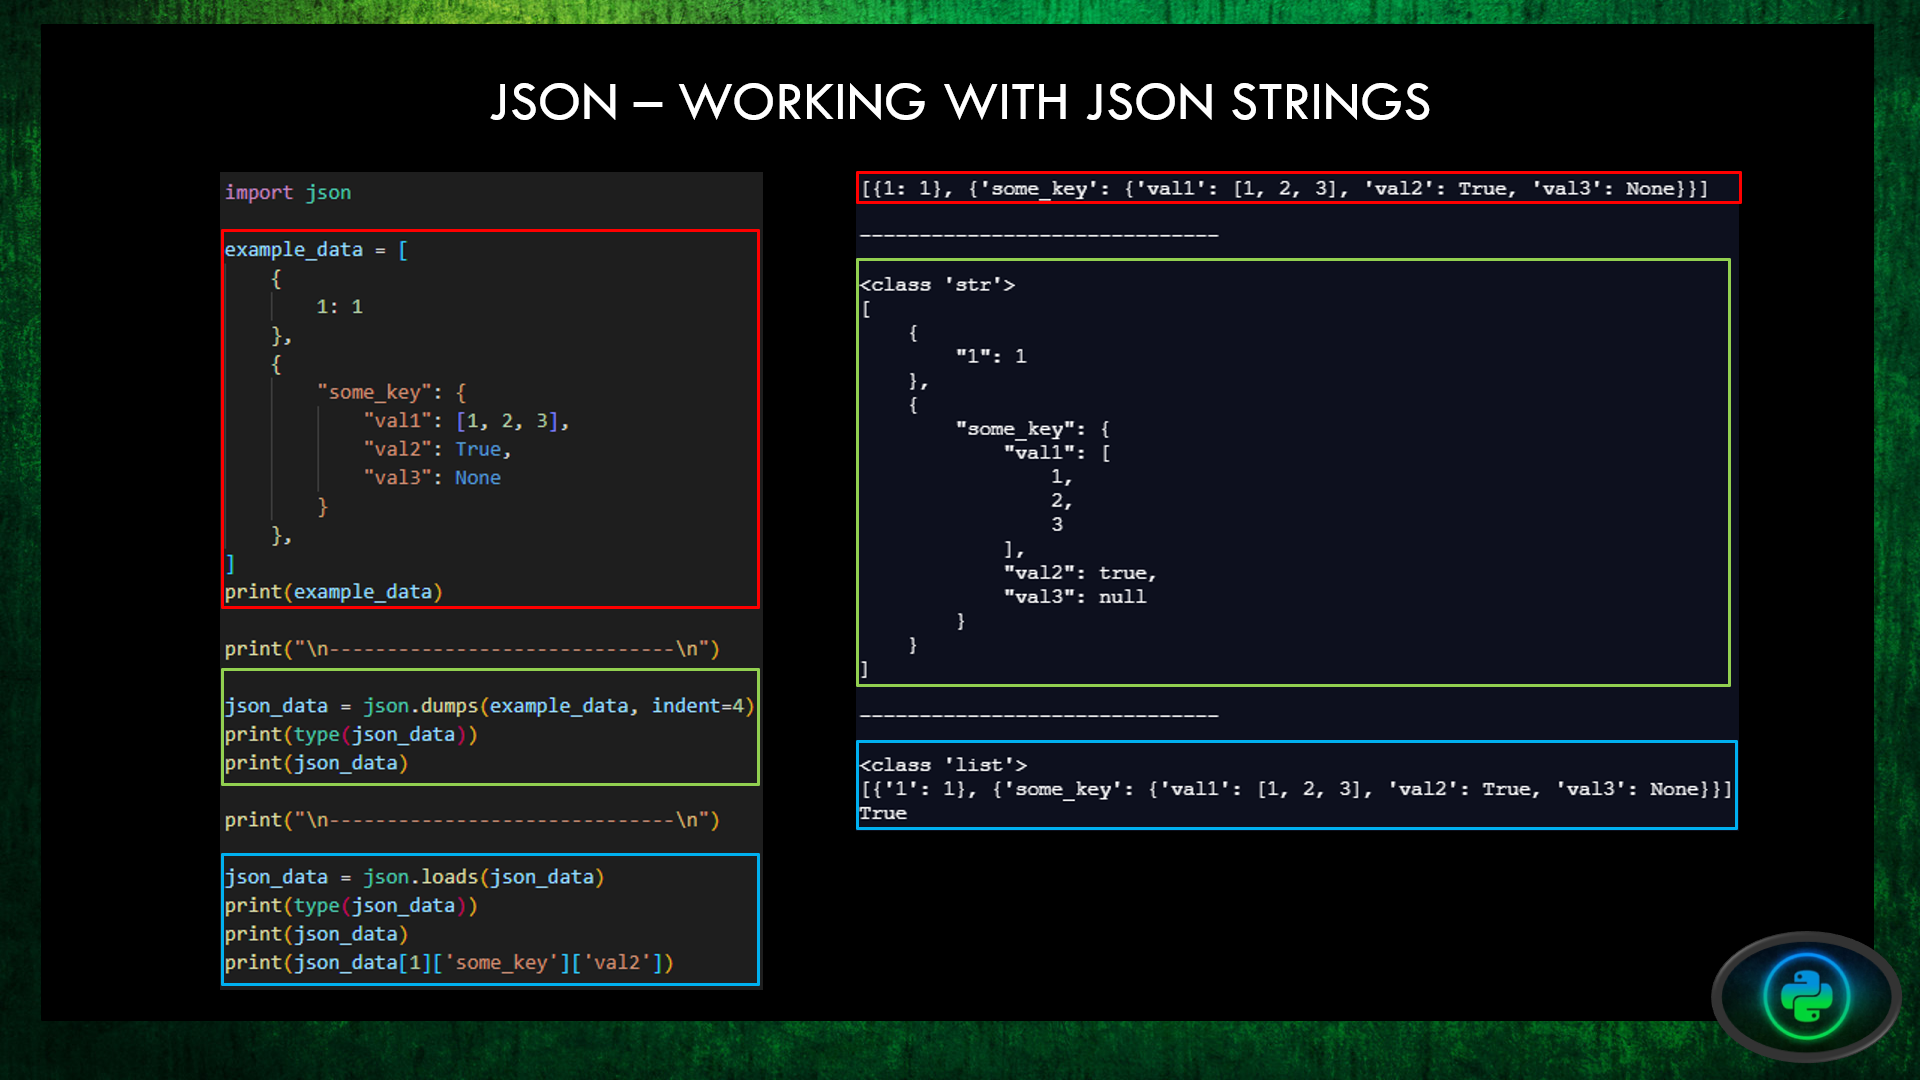 JSON – WORKING WITH JSON STRINGS
import json
example_data = [
    {
        1: 1
    },
    {
        "some_key": {
            "val1": [1, 2, 3],
            "val2": True,
            "val3": None
        }
    },
]
print(example_data)
print("\n------------------------------\n")
json_data = json.dumps(example_data, indent=4)
print(type(json_data))
print(json_data)
print("\n------------------------------\n")
json_data = json.loads(json_data)
print(type(json_data))
print(json_data)
print(json_data[1]['some_key']['val2'])
[{1: 1}, {'some_key': {'val1': [1, 2, 3], 'val2': True, 'val3': None}}]
------------------------------
<class 'str'>
[
    {
        "1": 1
    },
    {
        "some_key": {
            "val1": [
                1,
                2,
                3
            ],
            "val2": true,
            "val3": null
        }
    }
]
------------------------------
<class 'list'>
[{'1': 1}, {'some_key': {'val1': [1, 2, 3], 'val2': True, 'val3': None}}]
True